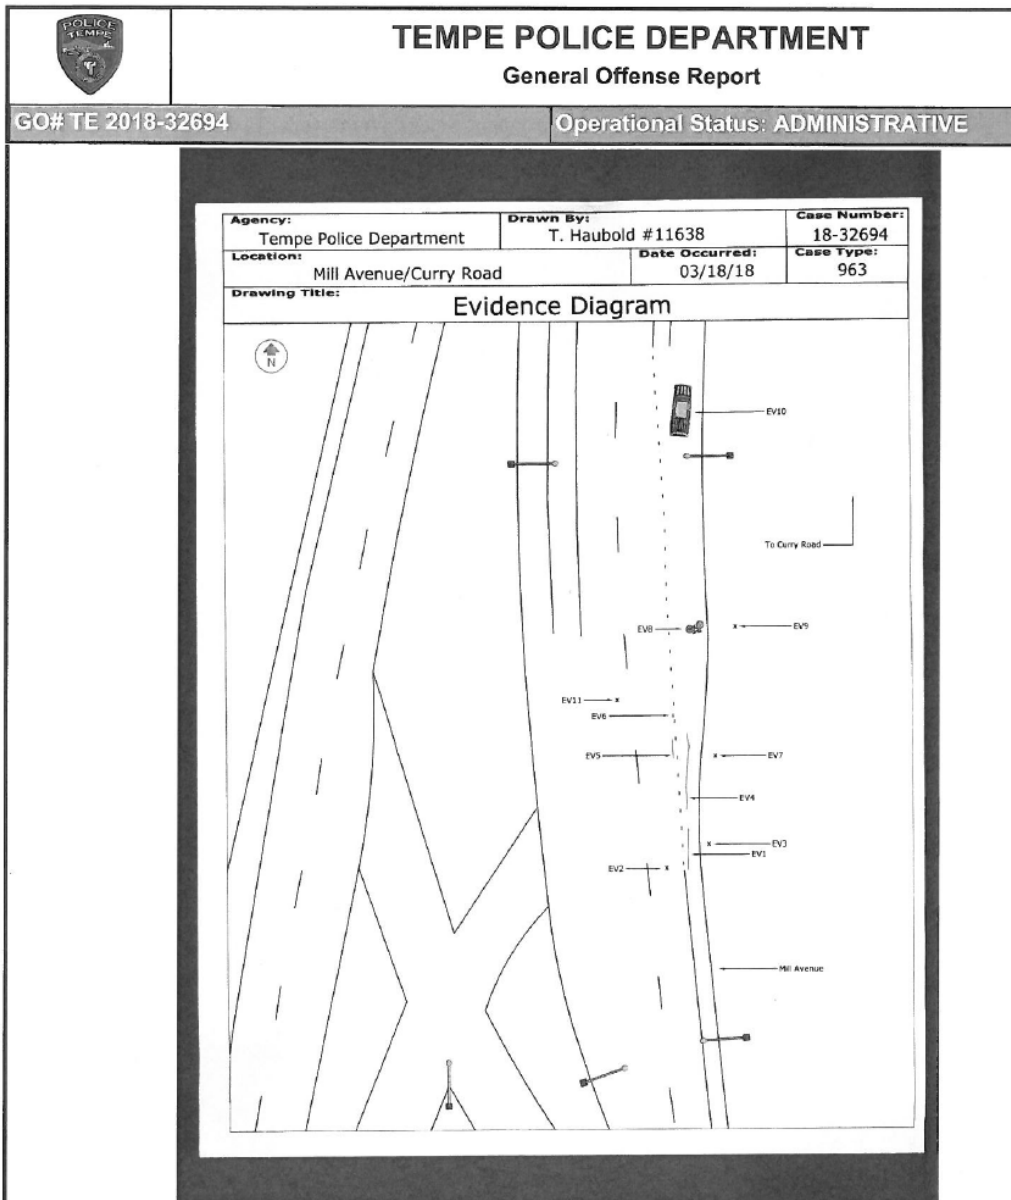 POLICE
TEMPE
TEMPE POLICE DEPARTMENT
General Offense Report
GO# TE 2018-32694
Operational Status: ADMINISTRATIVE
Agency:
Tempe Police Department
Drawn By:
T. Haubold #11638
Case Number:
18-32694
Location:
Mill Avenue/Curry Road
Date Occurred:
03/18/18
Case Type:
963
Drawing Title:
Evidence Diagram
N
EV10
To Curry Road
EV8
EV9
EV11
EV6
EV5
EV7
EV4
EV3
EV1
EV2
Mill Avenue